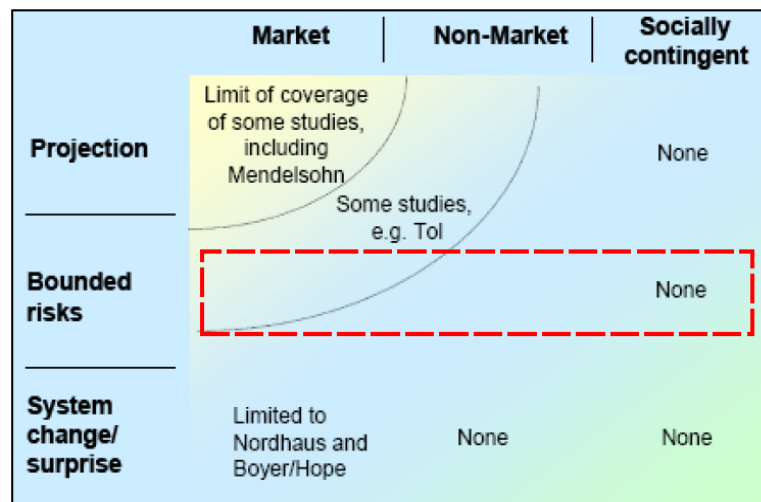 Market
Non-Market
Socially
contingent
Projection
Limit of coverage
of some studies,
including
Mendelsohn
None
Some studies,
e.g. Tol
Bounded
risks
None
System
change/
surprise
Limited to
Nordhaus and
Boyer/Hope
None
None